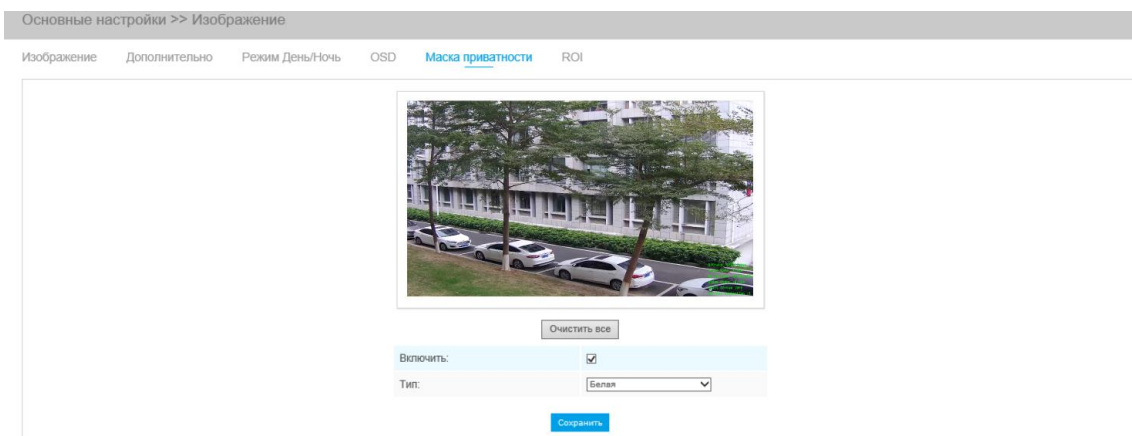 Основные настройки >> Изображение
Изображение Дополнительно Режим День/Ночь OSD Маска приватности ROI
Очистить все
Включить:
Тип: Белая
Сохранить